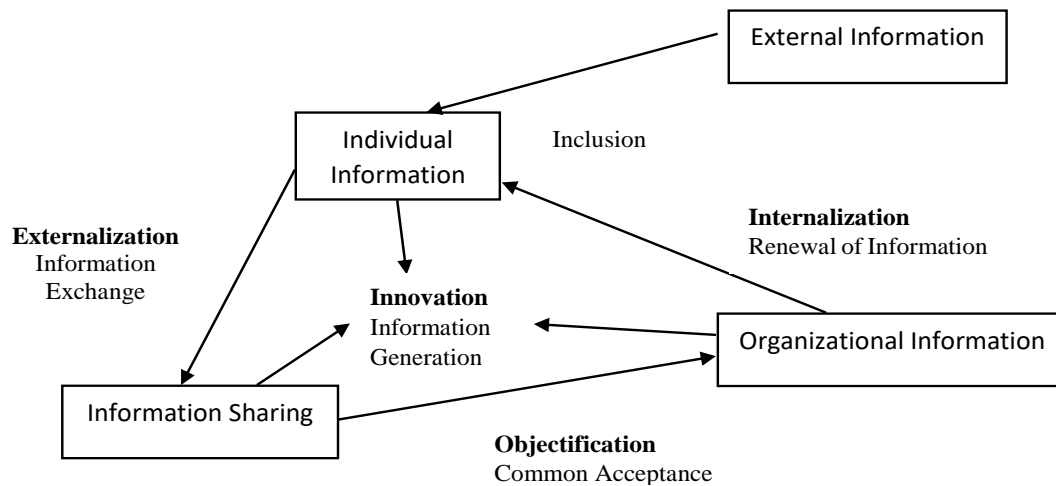 External Information
Individual
Information
Inclusion
Externalization
Information
Exchange
Internalization
Renewal of Information
Innovation
Information
Generation
Organizational Information
Information Sharing
Objectification
Common Acceptance